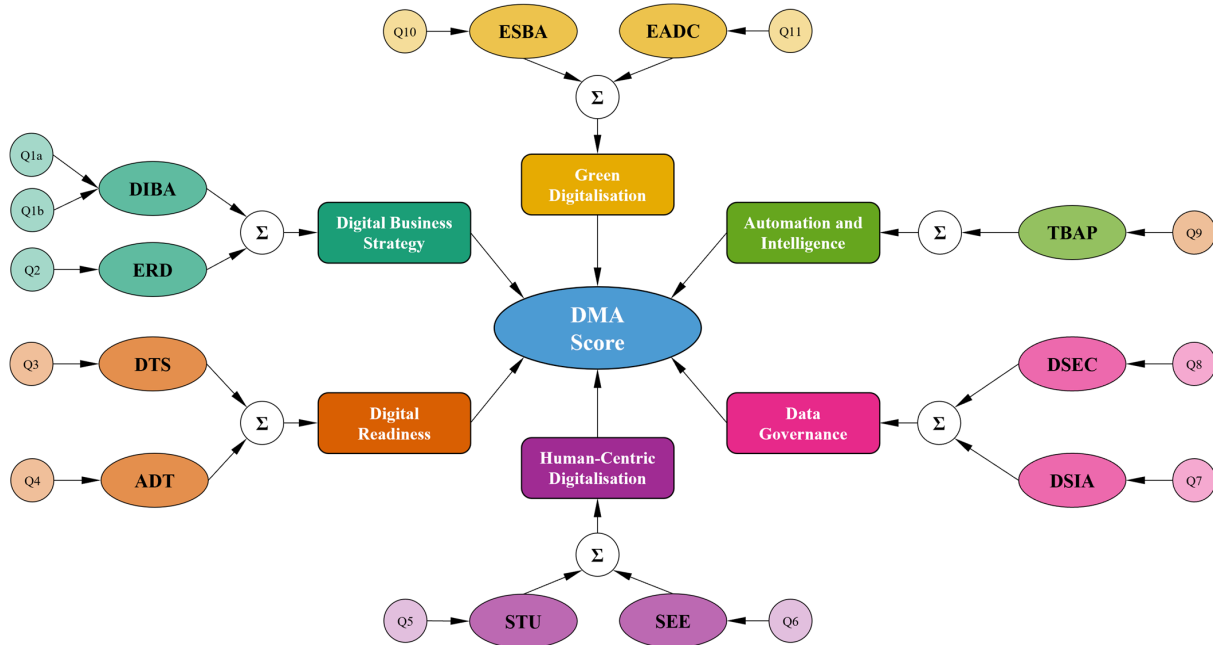 Q10
ESBA
EADC
Q11
Σ
Q1a
Q1b
DIBA
Q2
ERD
Σ
Digital Business
Strategy
Green
Digitalisation
Automation and
Intelligence
Σ
TBAP
Q9
DMA
Score
Q3
DTS
Q4
ADT
Σ
Digital
Readiness
Human-Centric
Digitalisation
Data
Governance
Σ
DSEC
Q8
DSIA
Q7
Σ
Q5
STU
SEE
Q6